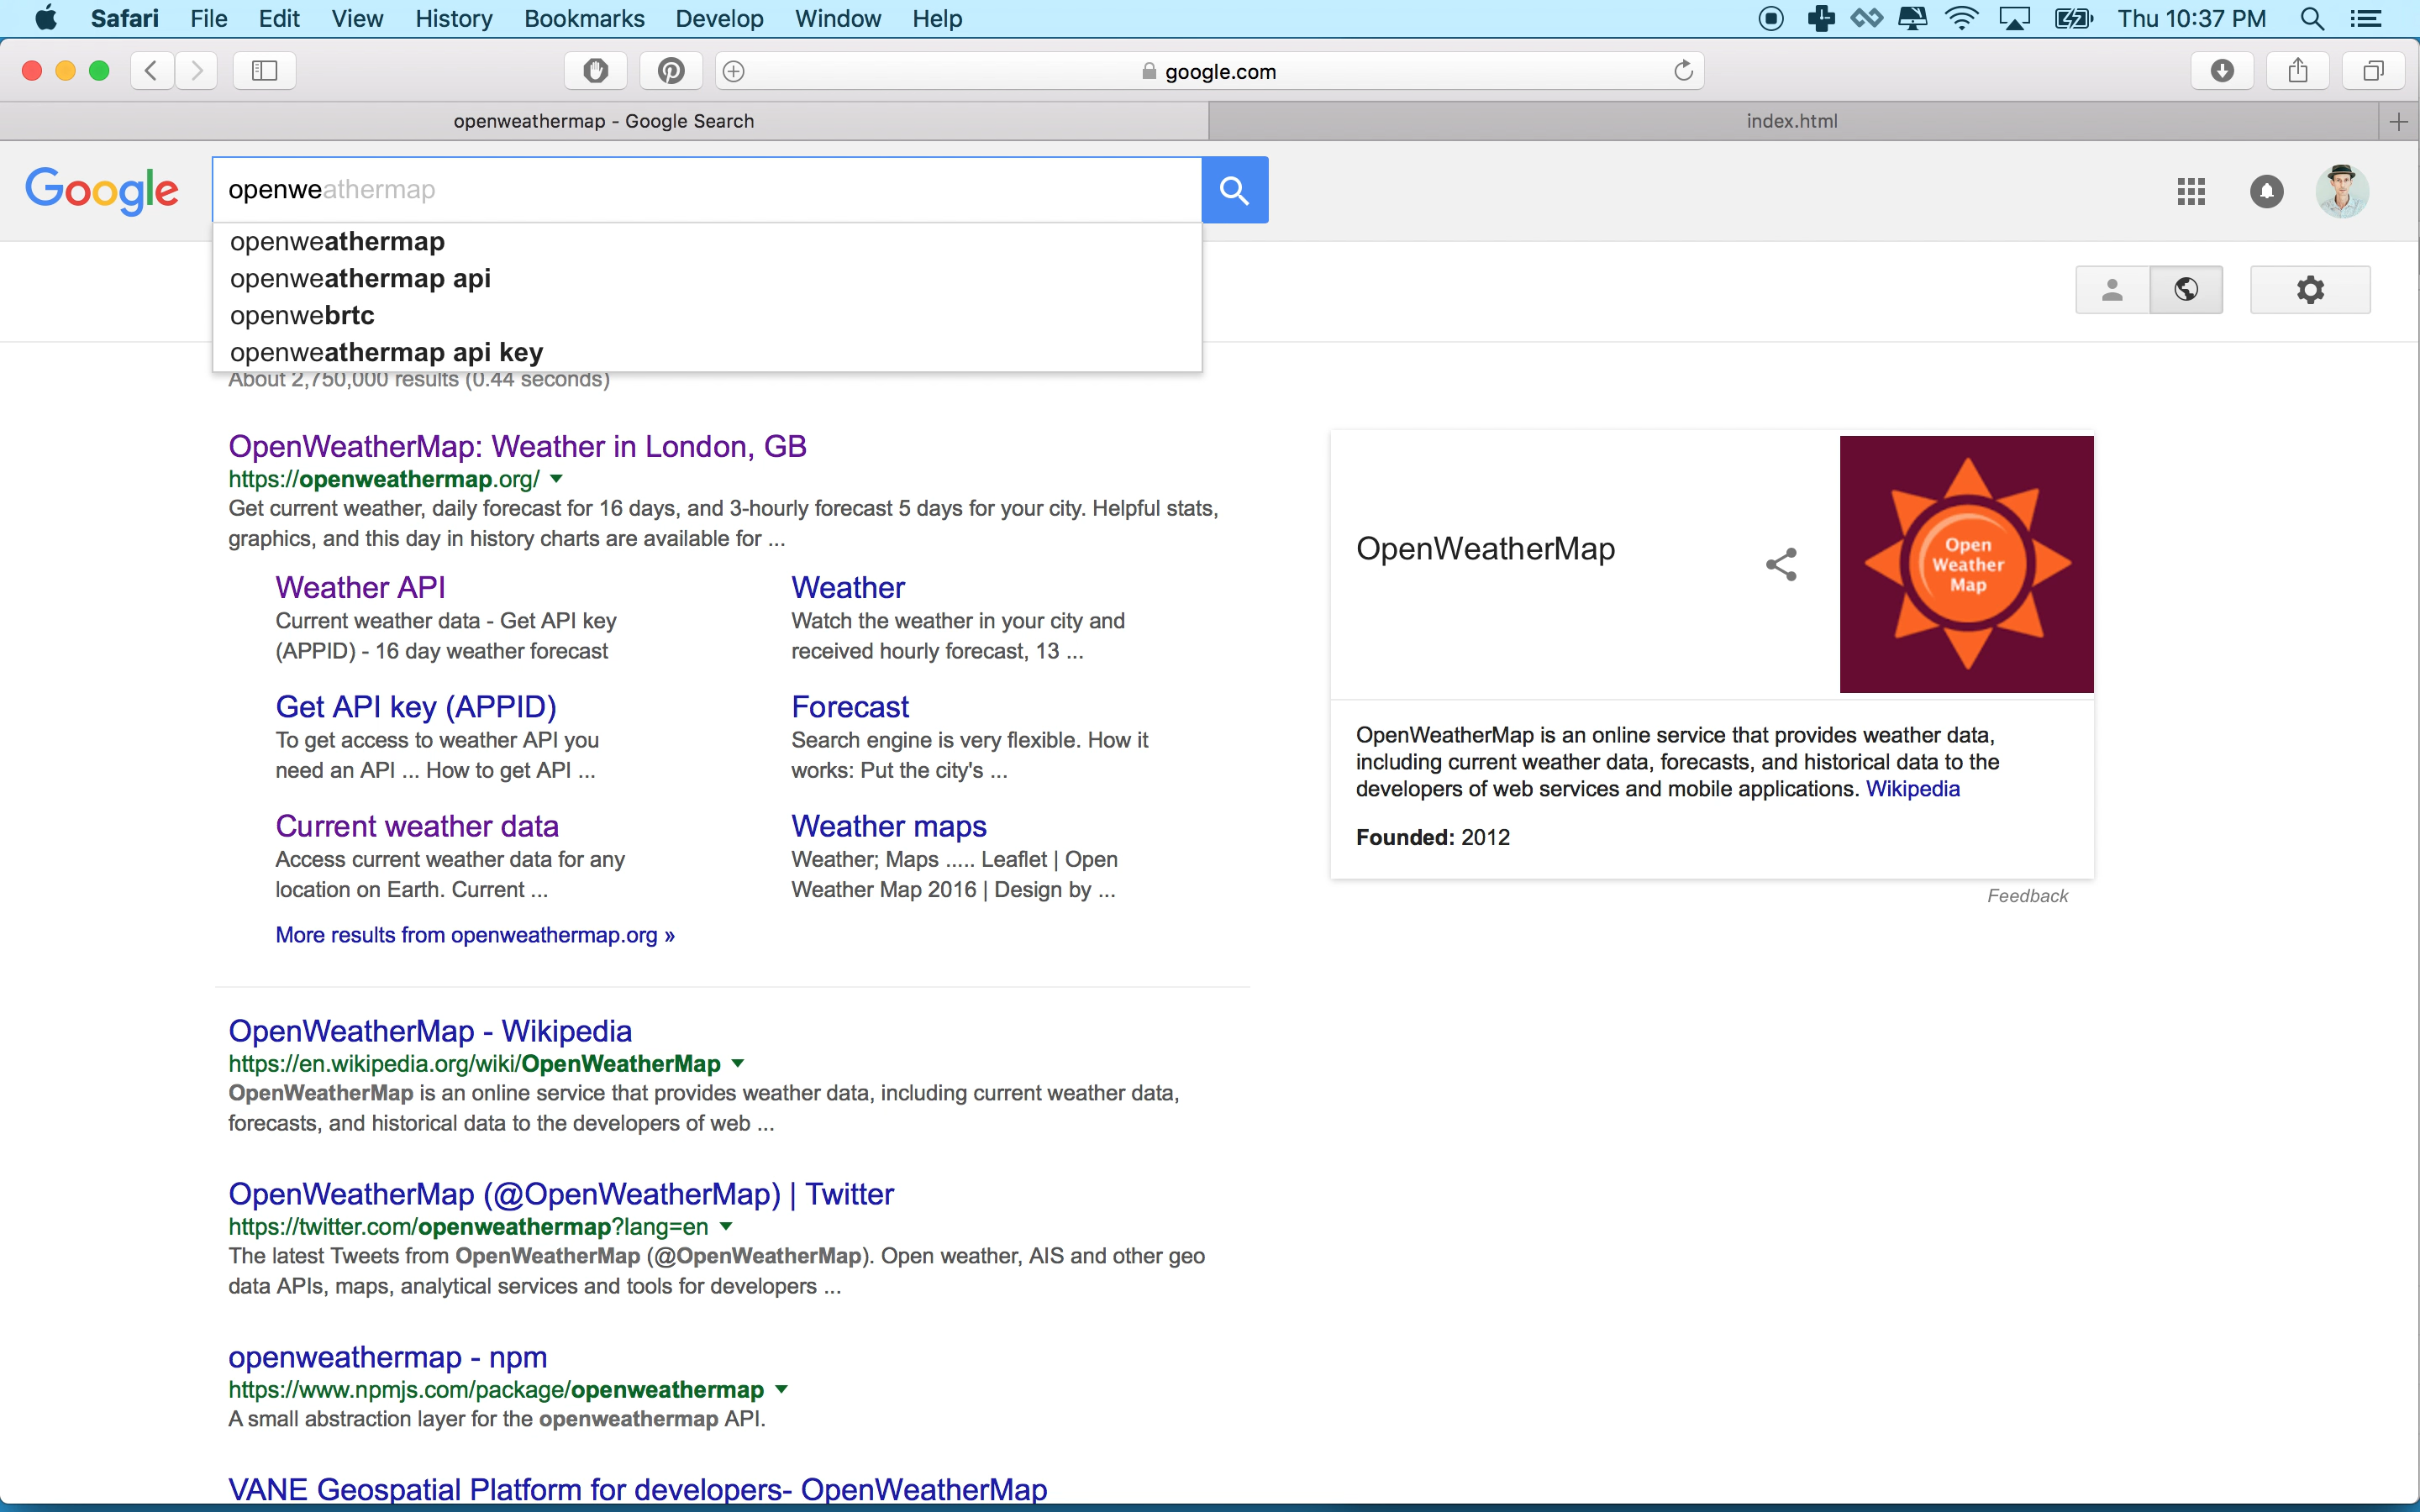 Safari File Edit View History Bookmarks Develop Window Help Thu 10:37 PM
google.com
openweathermap - Google Search
index.html
Google
openweathermap
openweathermap
openweathermap api
openwebrtc
openweathermap api key
About 2,750,000 results (0.44 seconds)
OpenWeatherMap: Weather in London, GB
https://openweathermap.org/
Get current weather, daily forecast for 16 days, and 3-hourly forecast 5 days for your city. Helpful stats,
graphics, and this day in history charts are available for ...
Weather API
Current weather data - Get API key
(APPID) - 16 day weather forecast
Weather
Watch the weather in your city and
received hourly forecast, 13 ...
Get API key (APPID)
To get access to weather API you
need an API ... How to get API ...
Forecast
Search engine is very flexible. How it
works: Put the city's ...
Current weather data
Access current weather data for any
location on Earth. Current ...
Weather maps
Weather; Maps ..... Leaflet | Open
Weather Map 2016 | Design by ...
More results from openweathermap.org »
OpenWeatherMap - Wikipedia
https://en.wikipedia.org/wiki/OpenWeatherMap
OpenWeatherMap is an online service that provides weather data, including current weather data,
forecasts, and historical data to the developers of web ...
OpenWeatherMap (@OpenWeatherMap) | Twitter
https://twitter.com/openweathermap?lang=en
The latest Tweets from OpenWeatherMap (@OpenWeatherMap). Open weather, AIS and other geo
data APIs, maps, analytical services and tools for developers ...
openweathermap - npm
https://www.npmjs.com/package/openweathermap
A small abstraction layer for the openweathermap API.
VANE Geospatial Platform for developers- OpenWeatherMap
OpenWeatherMap
Open
Weather
Map
OpenWeatherMap is an online service that provides weather data,
including current weather data, forecasts, and historical data to the
developers of web services and mobile applications. Wikipedia
Founded: 2012
Feedback